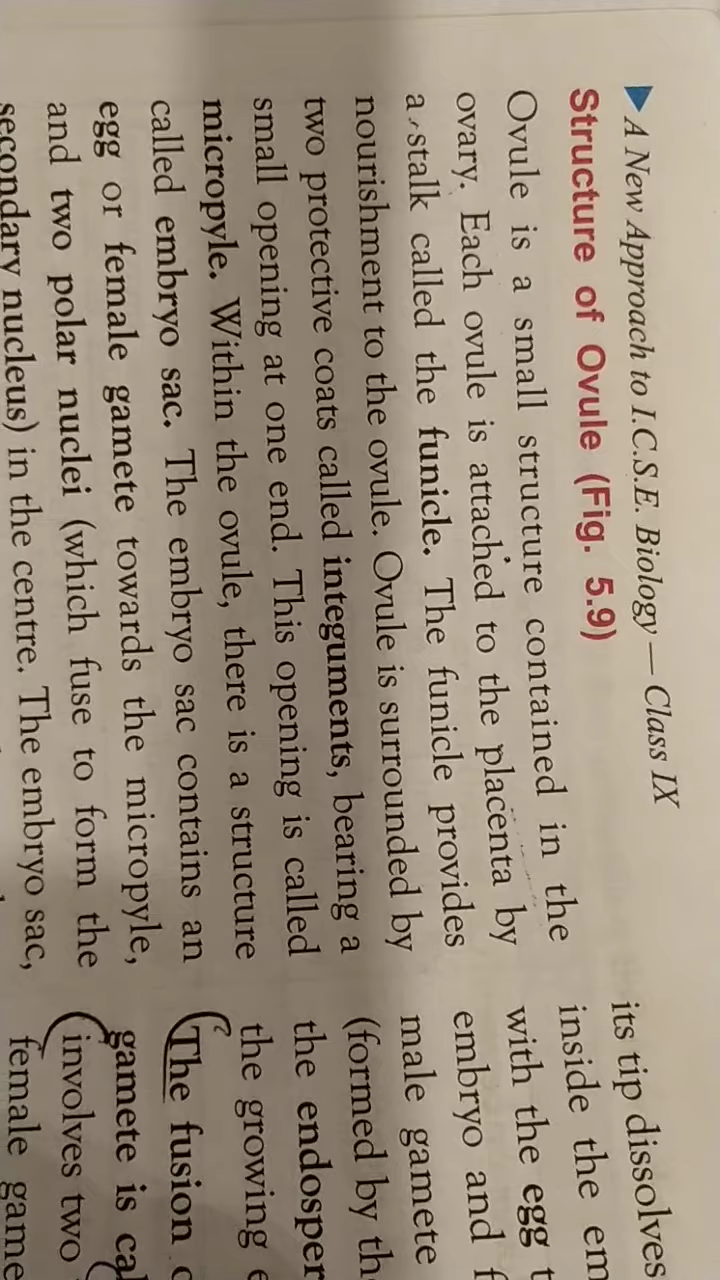 A New Approach to I.C.S.E. Biology — Class IX
Structure of Ovule (Fig. 5.9)
Ovule is a small structure contained in the
ovary. Each ovule is attached to the placenta by
a stalk called the funicle. The funicle provides
nourishment to the ovule. Ovule is surrounded by
two protective coats called integuments, bearing a
small opening at one end. This opening is called
micropyle. Within the ovule, there is a structure
called embryo sac. The embryo sac contains an
egg or female gamete towards the micropyle,
and two polar nuclei (which fuse to form the
secondary nucleus) in the centre. The embryo sac,
its tip dissolves
inside the
with the egg
embryo and
male gamete
(formed by
the
the growing
The fusion
gamete is
involves two
female